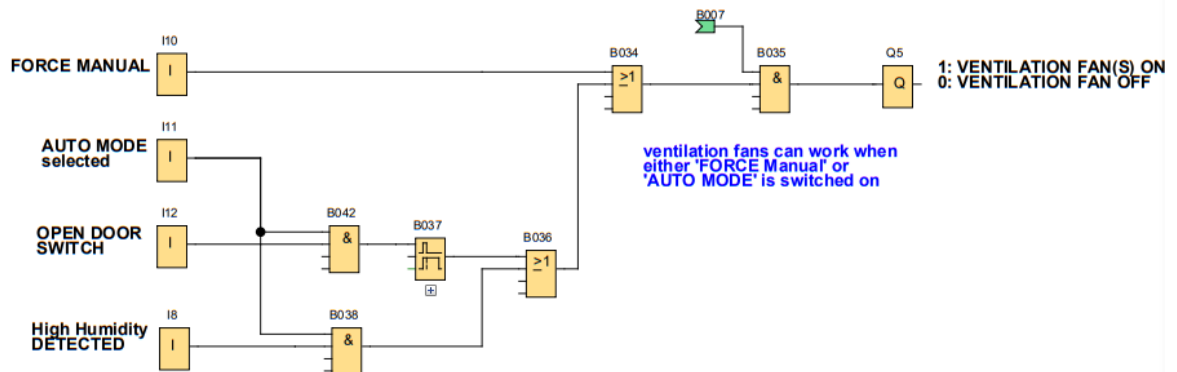 B007
I10
B034
B035
Q5
FORCE MANUAL
I
≥1
&
Q
1: VENTILATION FAN(S) ON
0: VENTILATION FAN OFF
I11
AUTO MODE
selected
I
ventilation fans can work when
either 'FORCE Manual' or
'AUTO MODE' is switched on
I12
B042
B037
B036
OPEN DOOR
SWITCH
I
&
≥1
I8
B038
High Humidity
DETECTED
I
&